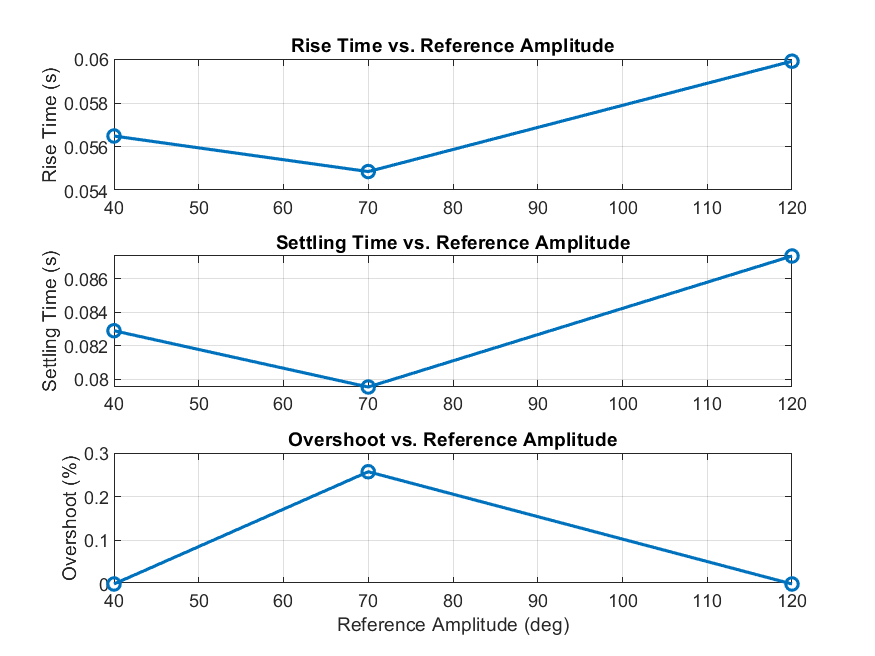 Rise Time vs. Reference Amplitude
Rise Time (s)
0.06
0.058
0.056
0.054
40 50 60 70 80 90 100 110 120
Settling Time vs. Reference Amplitude
Settling Time (s)
0.086
0.084
0.082
0.08
40 50 60 70 80 90 100 110 120
Overshoot vs. Reference Amplitude
Overshoot (%)
0.3
0.2
0.1
0
40 50 60 70 80 90 100 110 120
Reference Amplitude (deg)